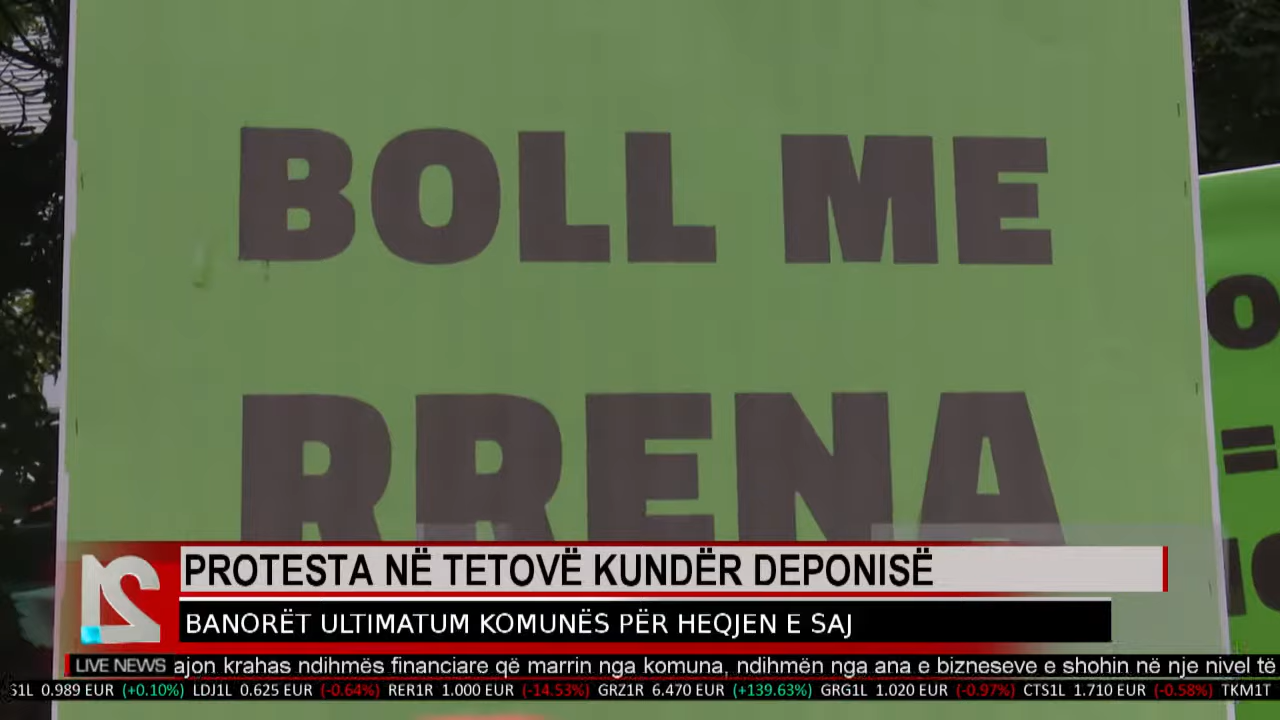 BOLL ME
RRENA
O
=
PROTESTA NË TETOVË KUNDËR DEPONISË
BANORËT ULTIMATUM KOMUNËS PËR HEQJEN E SAJ
LIVE NEWS ajon krahas ndihmës financiare që marrin nga komuna, ndihmën nga ana e bizneseve e shohin në nje nivel të
S1L 0.989 EUR (+0.10%) LDJ1L 0.625 EUR (-0.64%) RER1R 1.000 EUR (-14.53%) GRZ1R 6.470 EUR (+139.63%) GRG1L 1.020 EUR (-0.97%) CTS1L 1.710 EUR (-0.58%) TKM1T